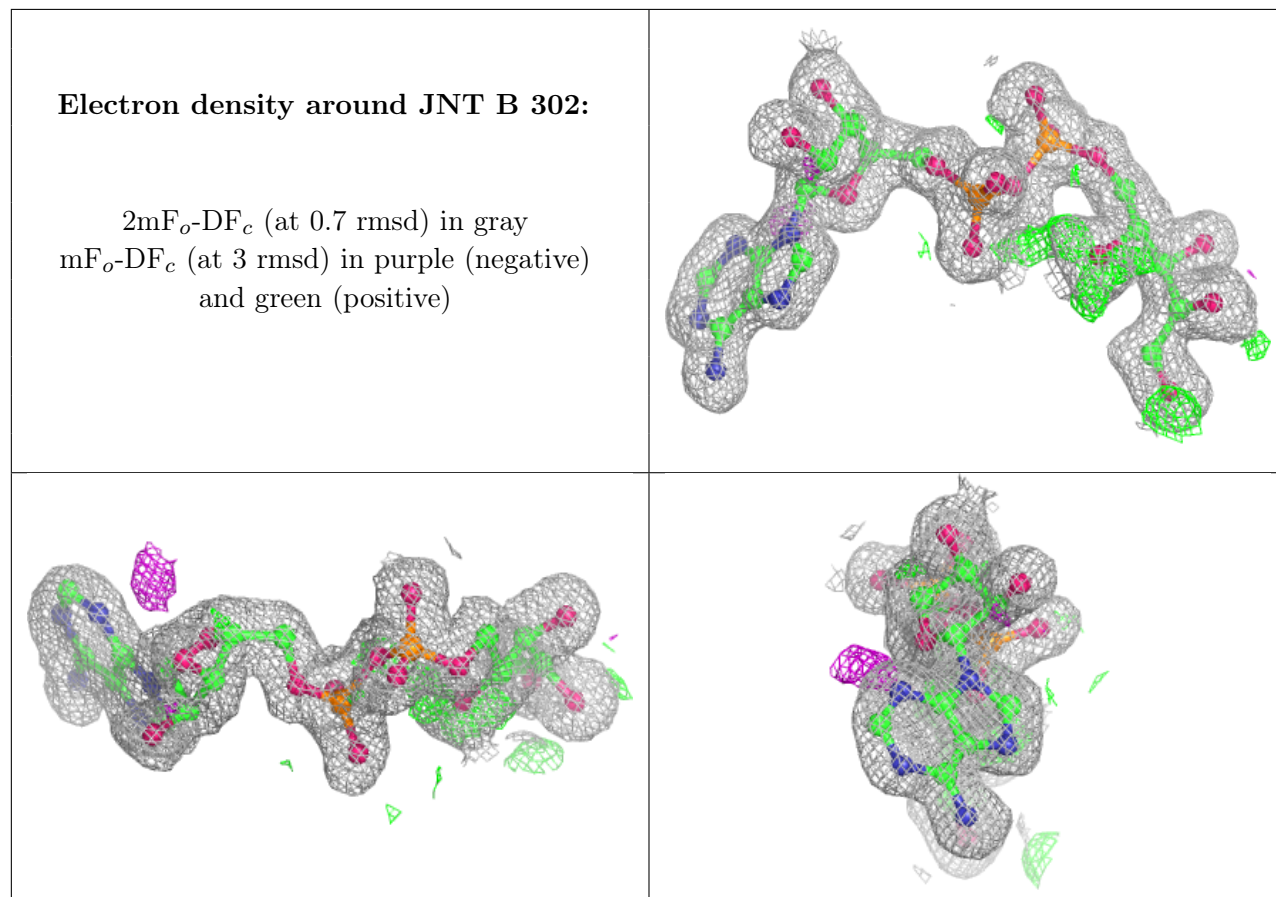 Electron density around JNT B 302:
2mFo-DFc (at 0.7 rmsd) in gray
mFo-DFc (at 3 rmsd) in purple (negative)
and green (positive)